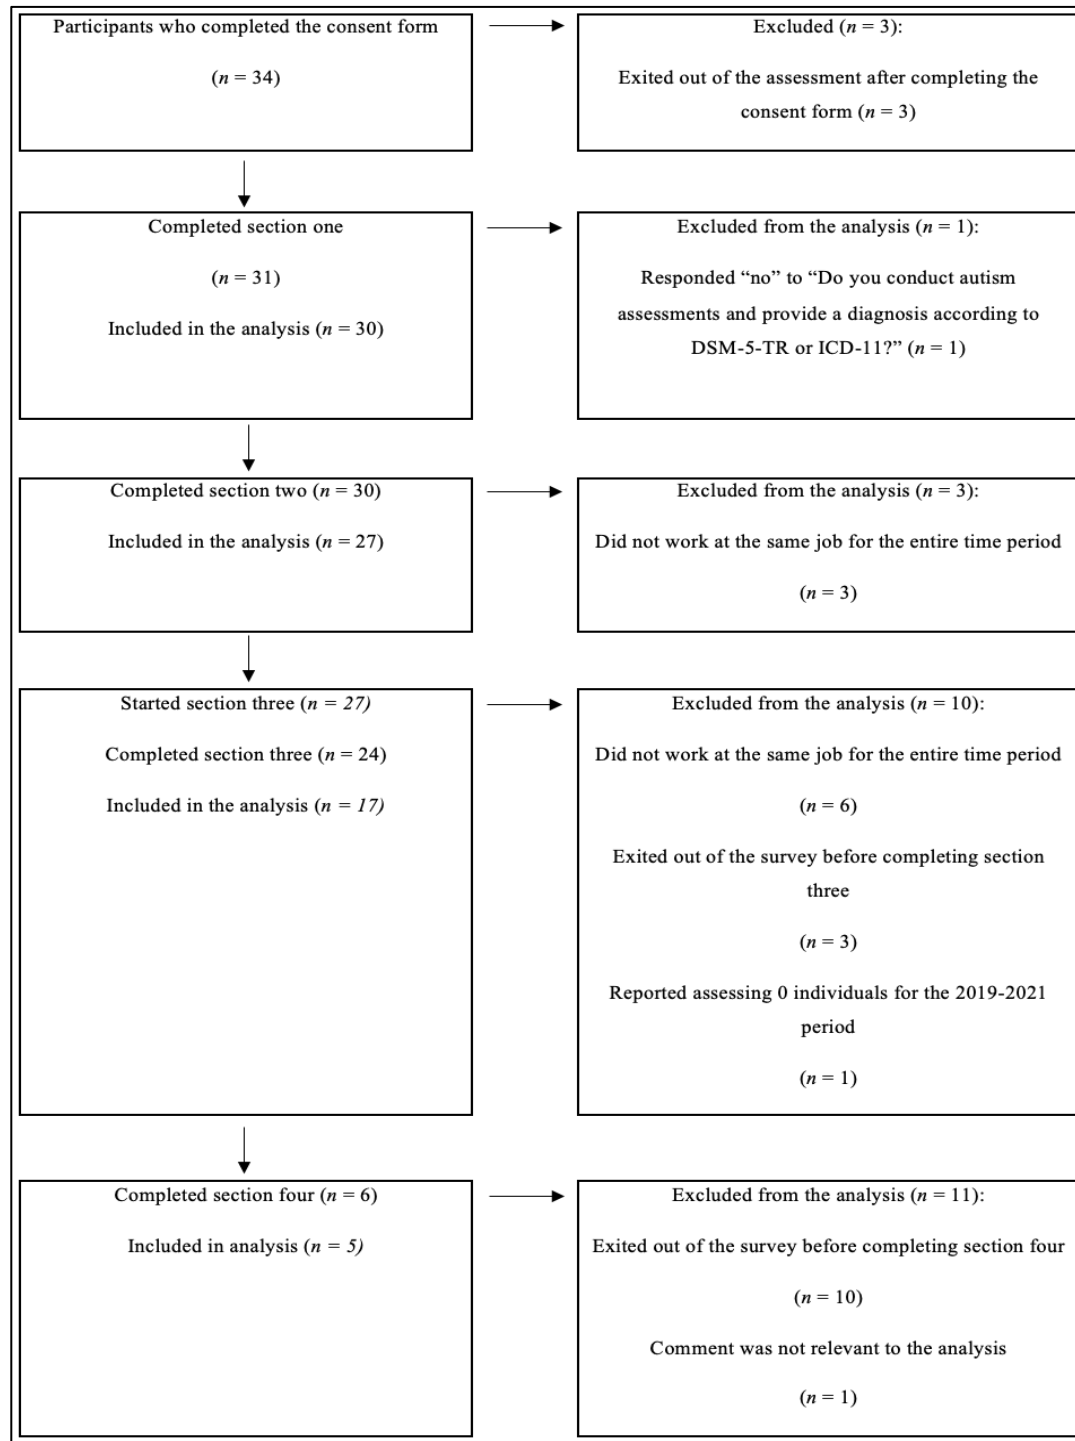 Participants who completed the consent form
(n = 34)
Excluded (n = 3):
Exited out of the assessment after completing the
consent form (n = 3)
Completed section one
(n = 31)
Included in the analysis (n = 30)
Excluded from the analysis (n = 1):
Responded “no” to “Do you conduct autism
assessments and provide a diagnosis according to
DSM-5-TR or ICD-11?” (n = 1)
Completed section two (n = 30)
Included in the analysis (n = 27)
Excluded from the analysis (n = 3):
Did not work at the same job for the entire time period
(n = 3)
Started section three (n = 27)
Completed section three (n = 24)
Included in the analysis (n = 17)
Excluded from the analysis (n = 10):
Did not work at the same job for the entire time period
(n = 6)
Exited out of the survey before completing section
three
(n = 3)
Reported assessing 0 individuals for the 2019-2021
period
(n = 1)
Completed section four (n = 6)
Included in analysis (n = 5)
Excluded from the analysis (n = 11):
Exited out of the survey before completing section four
(n = 10)
Comment was not relevant to the analysis
(n = 1)